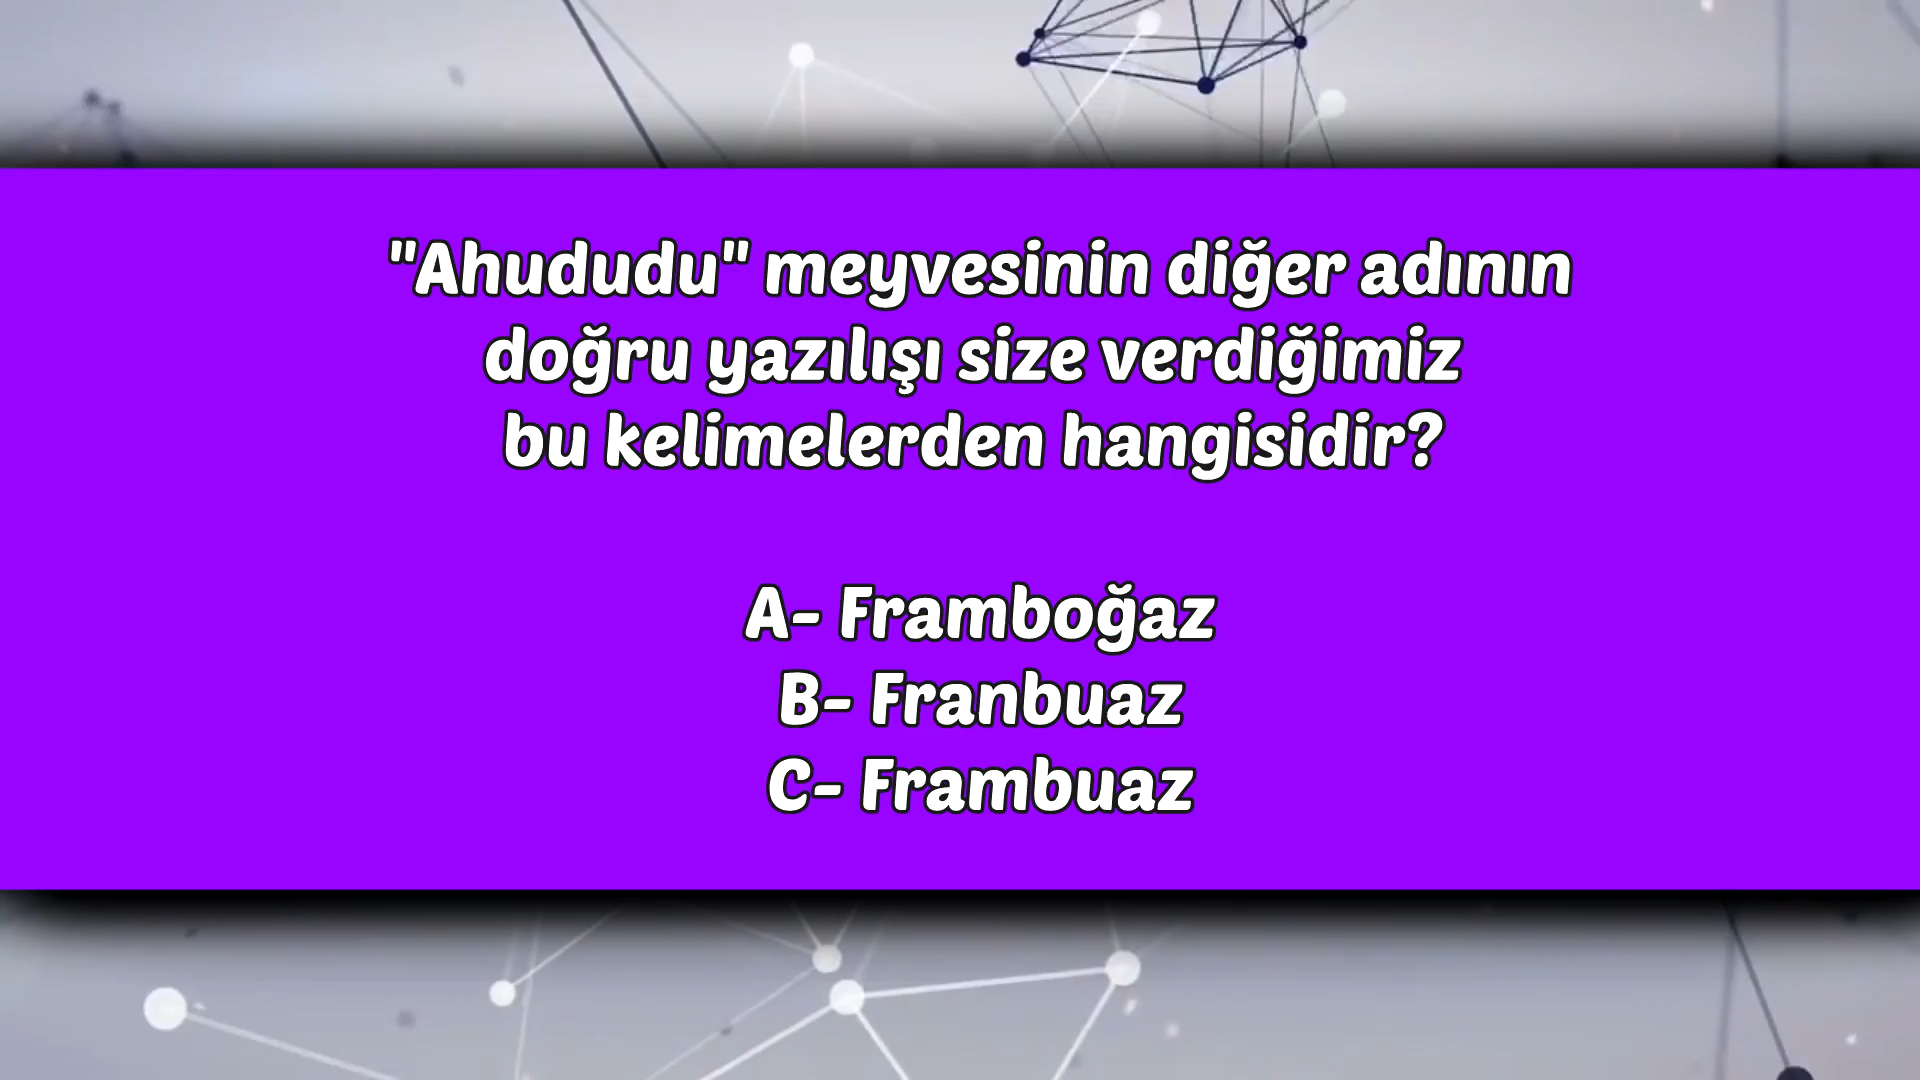 "Ahududu" meyvesinin diğer adının
doğru yazılışı size verdiğimiz
bu kelimelerden hangisidir?
A- Framboğaz
B- Franbuaz
C- Frambuaz